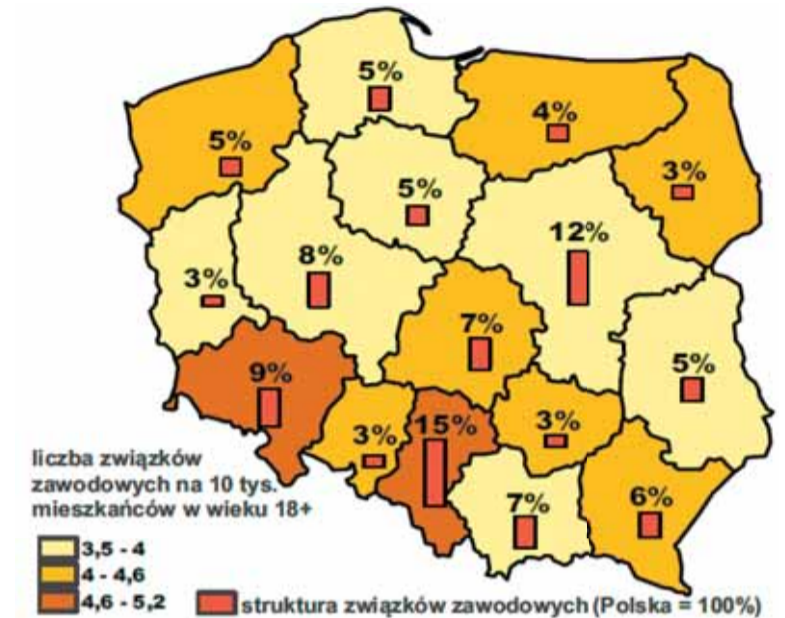 5%
4%
5%
3%
5%
12%
8%
3%
7%
5%
9%
3%
15%
3%
7%
6%
liczba związków
zawodowych na 10 tys.
mieszkańców w wieku 18+
3,5 - 4
4 - 4,6
4,6 - 5,2
struktura związków zawodowych (Polska = 100%)